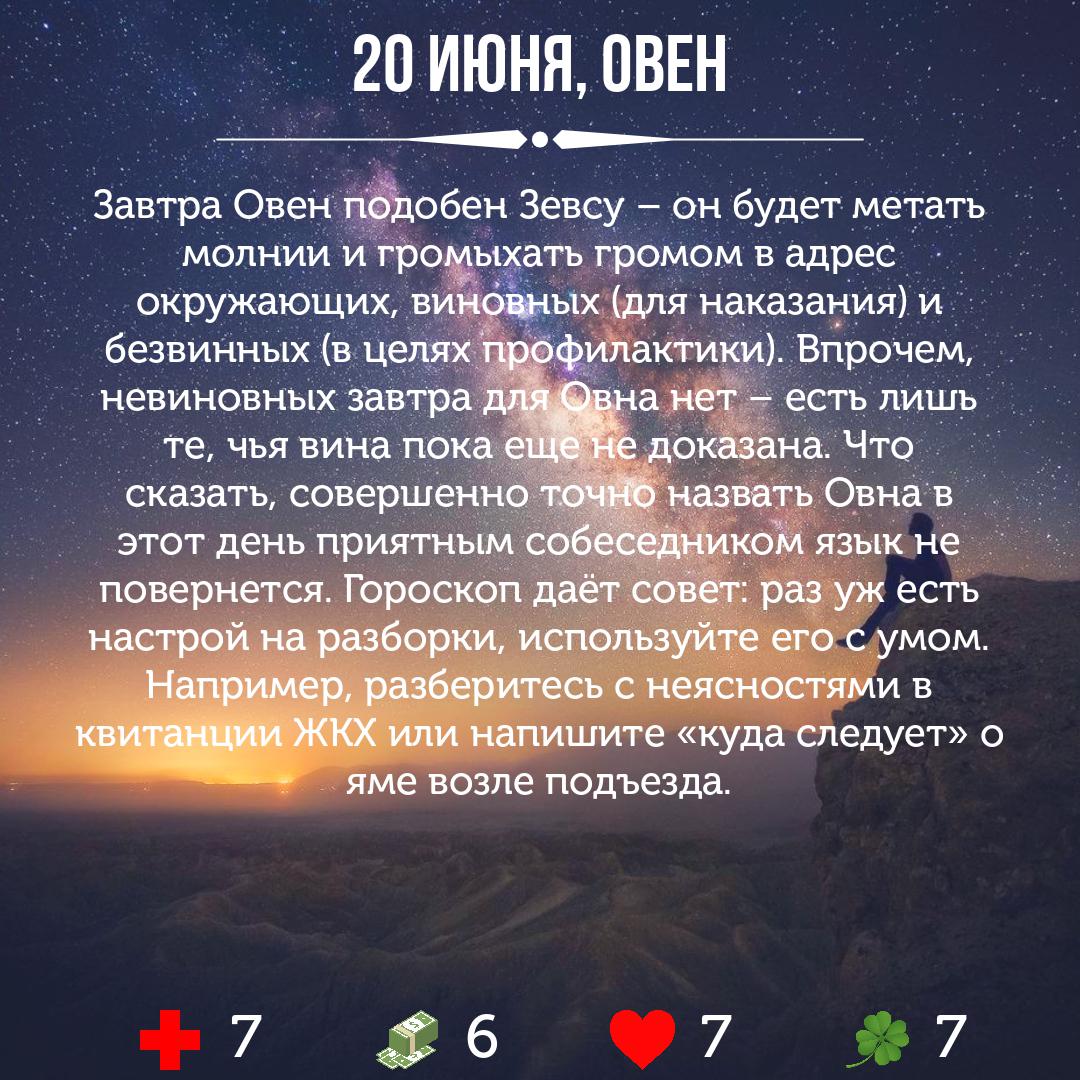 20 ИЮНЯ, ОВЕН
Завтра Овен подобен Зевсу – он будет метать
молнии и громыхать громом в адрес
окружающих, виновных (для наказания) и
безвинных (в целях профилактики). Впрочем,
невиновных завтра для Овна нет – есть лишь
те, чья вина пока еще не доказана. Что
сказать, совершенно точно назвать Овна в
этот день приятным собеседником язык не
повернется. Гороскоп даёт совет: раз уж есть
настрой на разборки, используйте его с умом.
Например, разберитесь с неясностями в
квитанции ЖКХ или напишите «куда следует» о
яме возле подъезда.
7 6 7 7